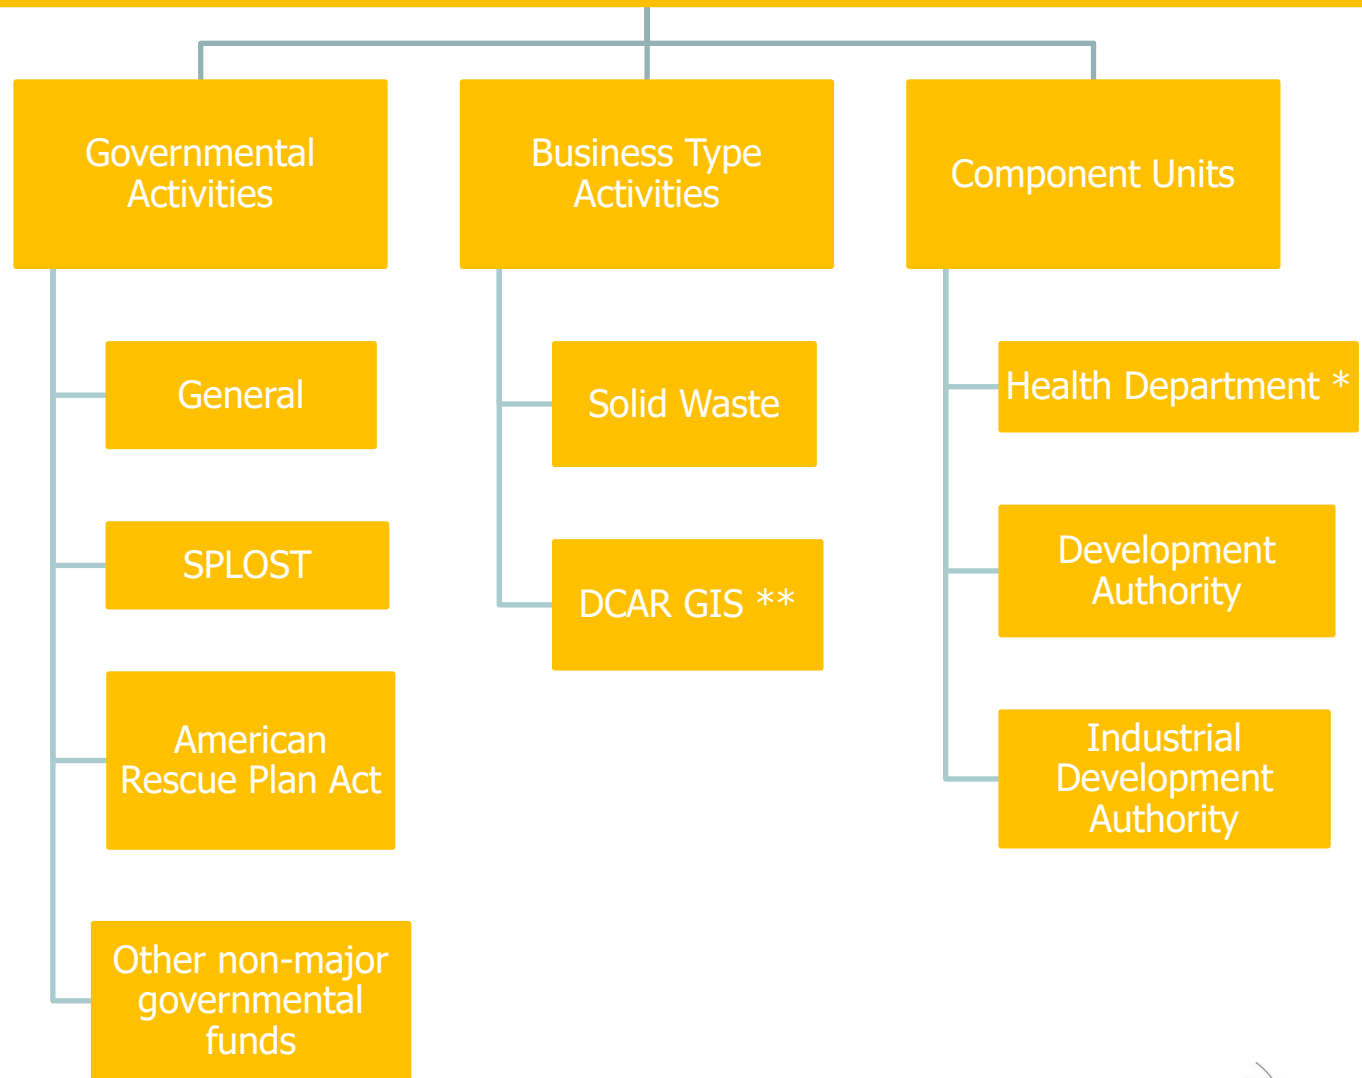 Governmental
Activities
Business Type
Activities
Component Units
General
SPLOST
American
Rescue Plan Act
Other non-major
governmental
funds
Solid Waste
DCAR GIS **
Health Department *
Development
Authority
Industrial
Development
Authority